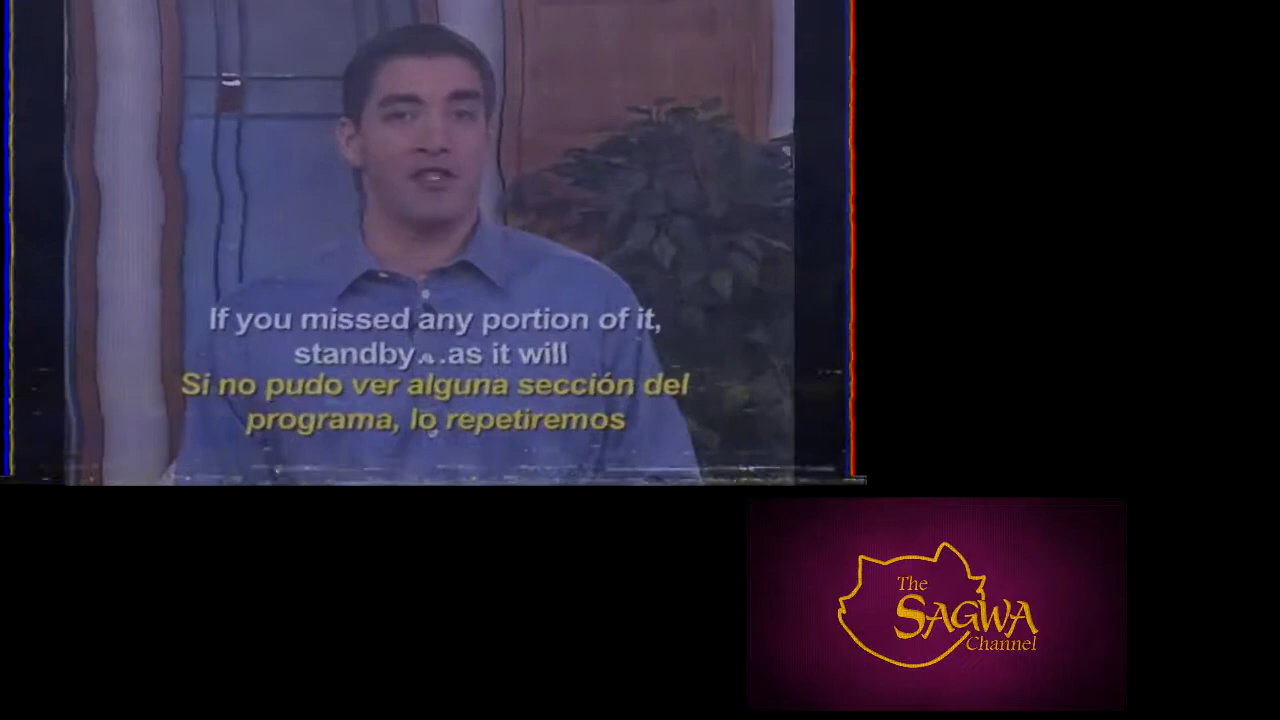 If you missed any portion of it,
standby...as it will
Si no pudo ver alguna sección del
programa, lo repetiremos
The
SAGWA
Channel